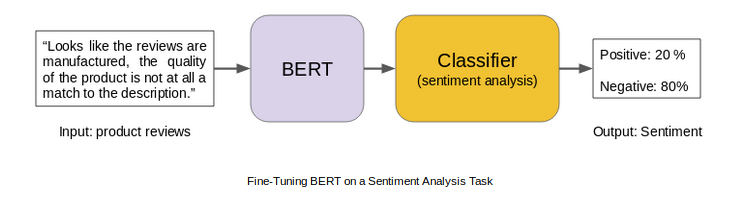 “Looks like the reviews are
manufactured, the quality
of the product is not at all a
match to the description.”
BERT
Classifier
(sentiment analysis)
Positive: 20 %
Negative: 80%
Input: product reviews
Output: Sentiment
Fine-Tuning BERT on a Sentiment Analysis Task